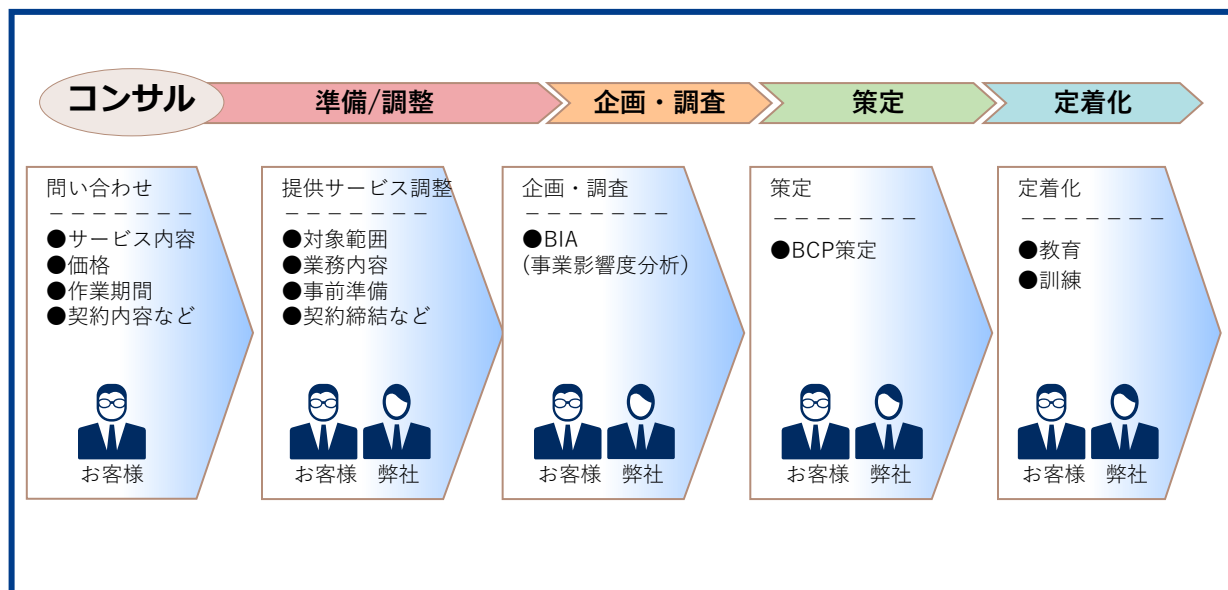 コンサル
準備/調整
企画・調査
策定
定着化
問い合わせ
－－－－－－－
●サービス内容
●価格
●作業期間
●契約内容など
お客様
提供サービス調整
－－－－－－－
●対象範囲
●業務内容
●事前準備
●契約締結など
お客様
弊社
企画・調査
－－－－－－－
●BIA
(事業影響度分析)
お客様
弊社
策定
－－－－－－－
●BCP策定
お客様
弊社
定着化
－－－－－－－
●教育
●訓練
お客様
弊社